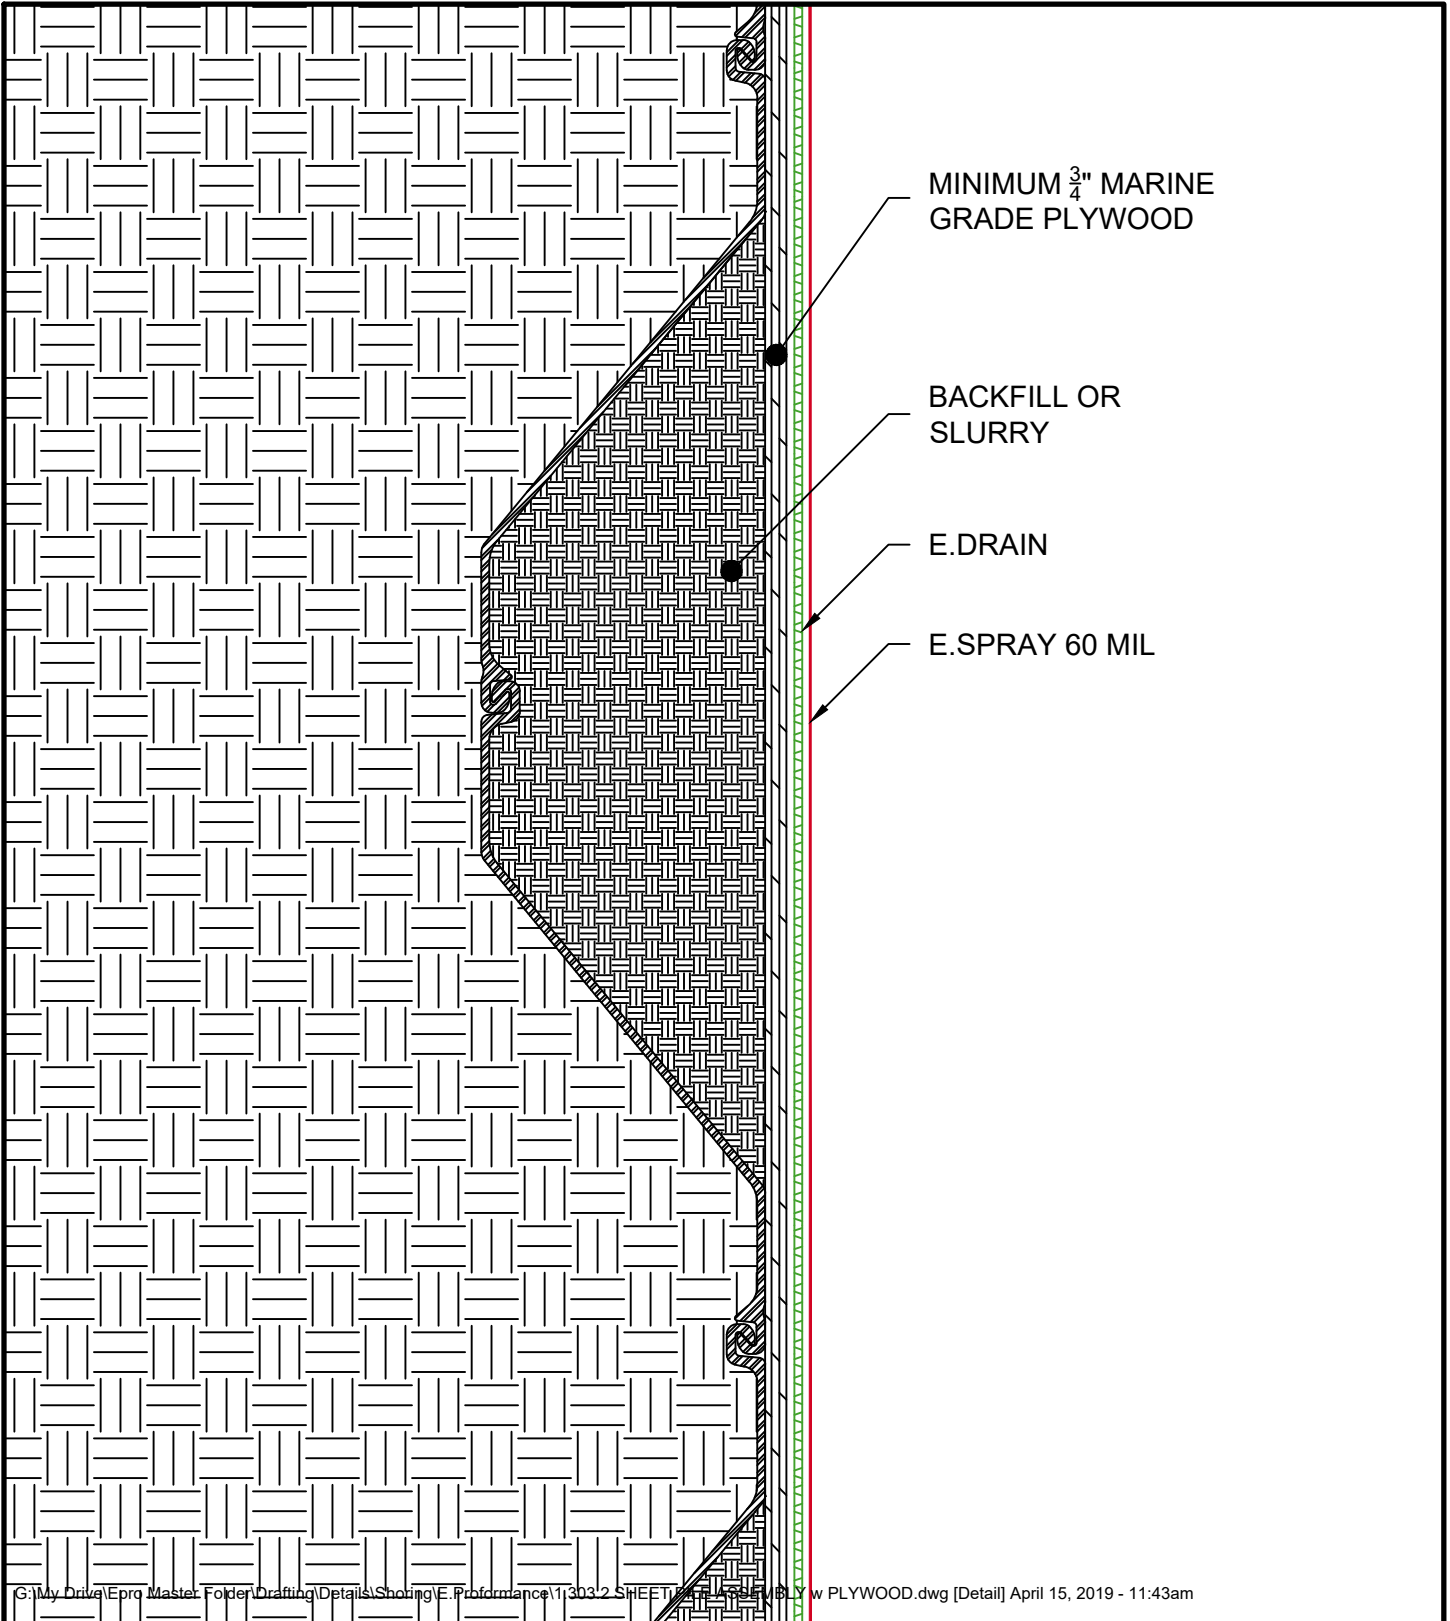 MINIMUM 3/4" MARINE
GRADE PLYWOOD
BACKFILL OR
SLURRY
E.DRAIN
E.SPRAY 60 MIL
G:\My Drive\Epro Master Folder\Drafting\Details\Shoring\E.Proformance\1.303.2 SHEET PILE ASSEMBLY w PLYWOOD.dwg [Detail] April 15, 2019 - 11:43am